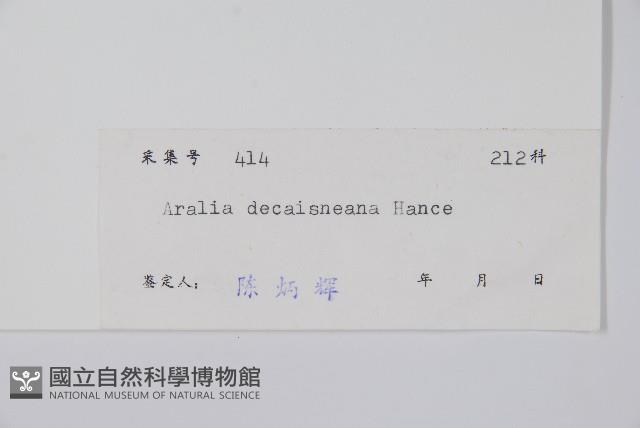 采集号 414 212科
Aralia decaisneana Hance
鉴定人: 陈炳辉 年 月 日
國立自然科學博物館
NATIONAL MUSEUM OF NATURAL SCIENCE